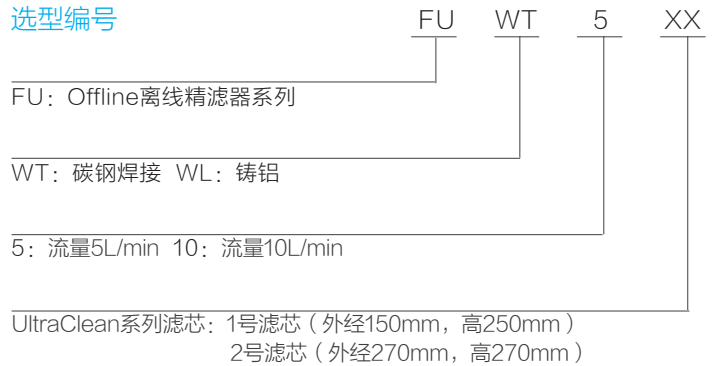 选型编号 FU WT 5 XX
FU：Offline离线精滤器系列
WT：碳钢焊接 WL：铸铝
5：流量5L/min 10：流量10L/min
UltraClean系列滤芯：1号滤芯（外经150mm，高250mm）
2号滤芯（外经270mm，高270mm）